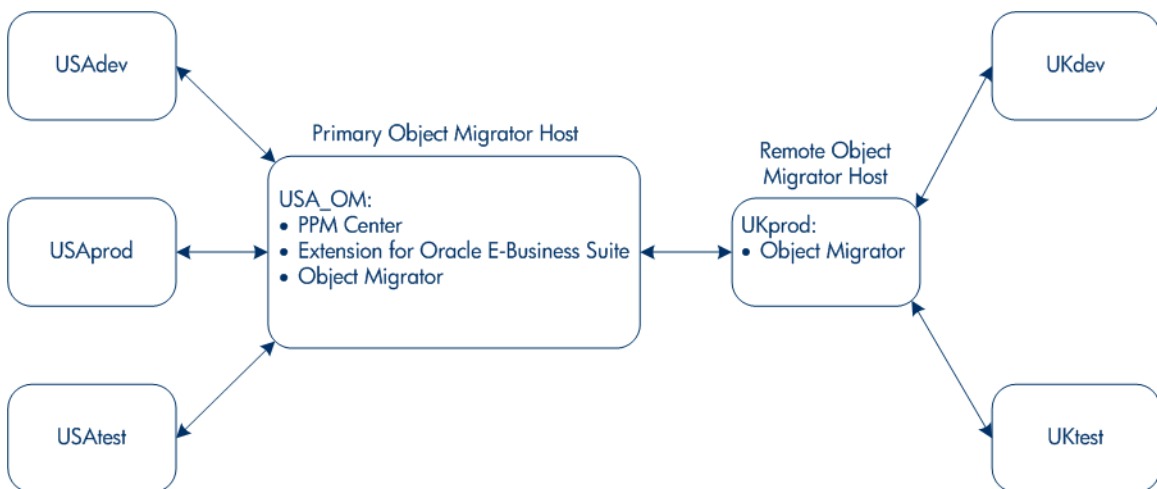 USAdev
UKdev
Primary Object Migrator Host
Remote Object
Migrator Host
USA_OM:
• PPM Center
• Extension for Oracle E-Business Suite
• Object Migrator
USAprod
UKprod:
• Object Migrator
USAtest
UKtest